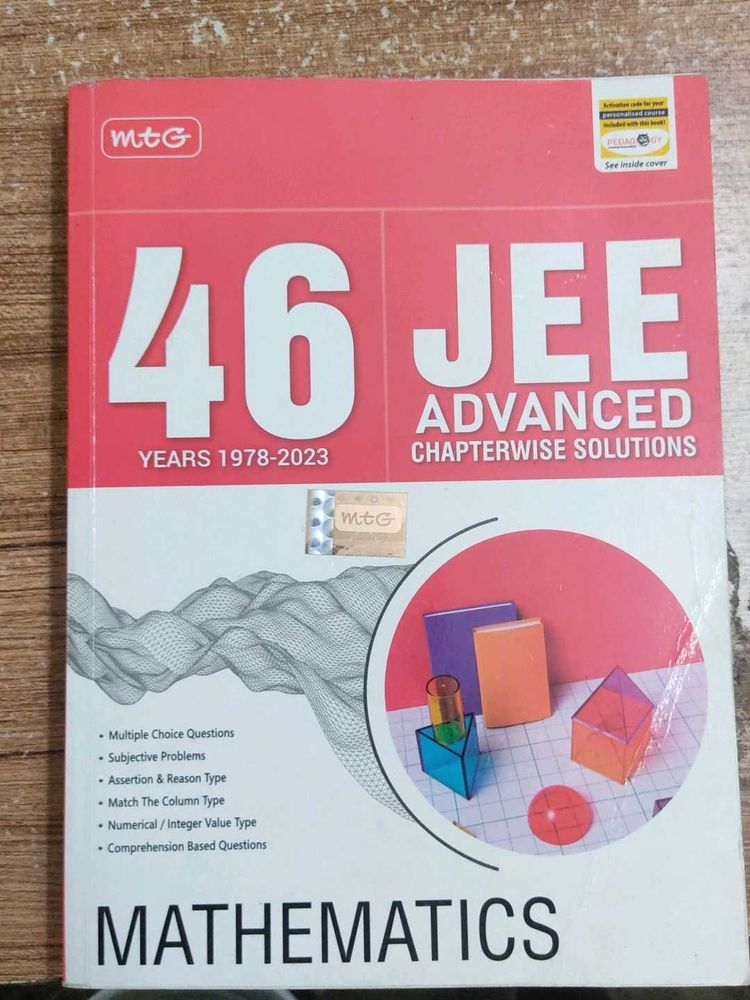 mtG
Activation code for your
personalised course
included with this book!
PEDAGOGY
See inside cover
46
YEARS 1978-2023
JEE
ADVANCED
CHAPTERWISE SOLUTIONS
mtG
• Multiple Choice Questions
• Subjective Problems
• Assertion & Reason Type
• Match The Column Type
• Numerical / Integer Value Type
• Comprehension Based Questions
MATHEMATICS